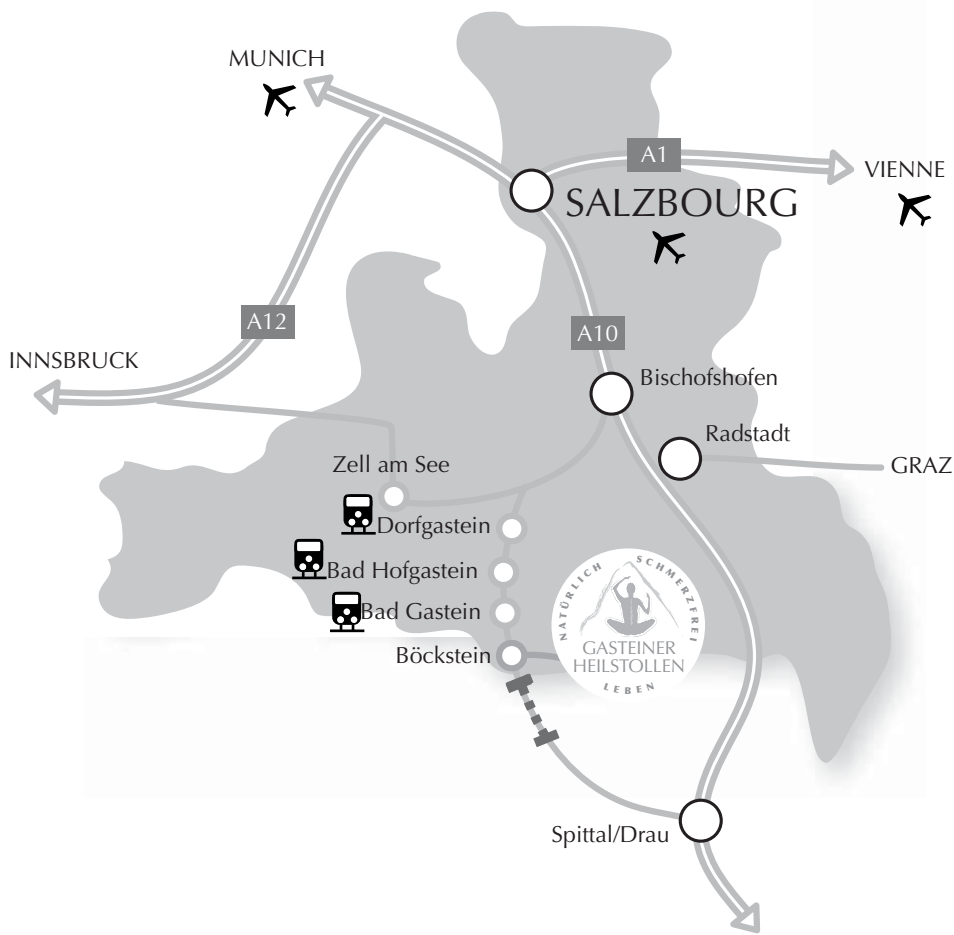 MUNICH
A1
VIENNE
SALZBOURG
A12
A10
INNSBRUCK
Bischofshofen
Radstadt
GRAZ
Zell am See
Dorfgastein
Bad Hofgastein
Bad Gastein
Böckstein
NATÜRLICH SCHMERZFREI
GASTEINER
HEILSTOLLEN
LEBEN
Spittal/Drau